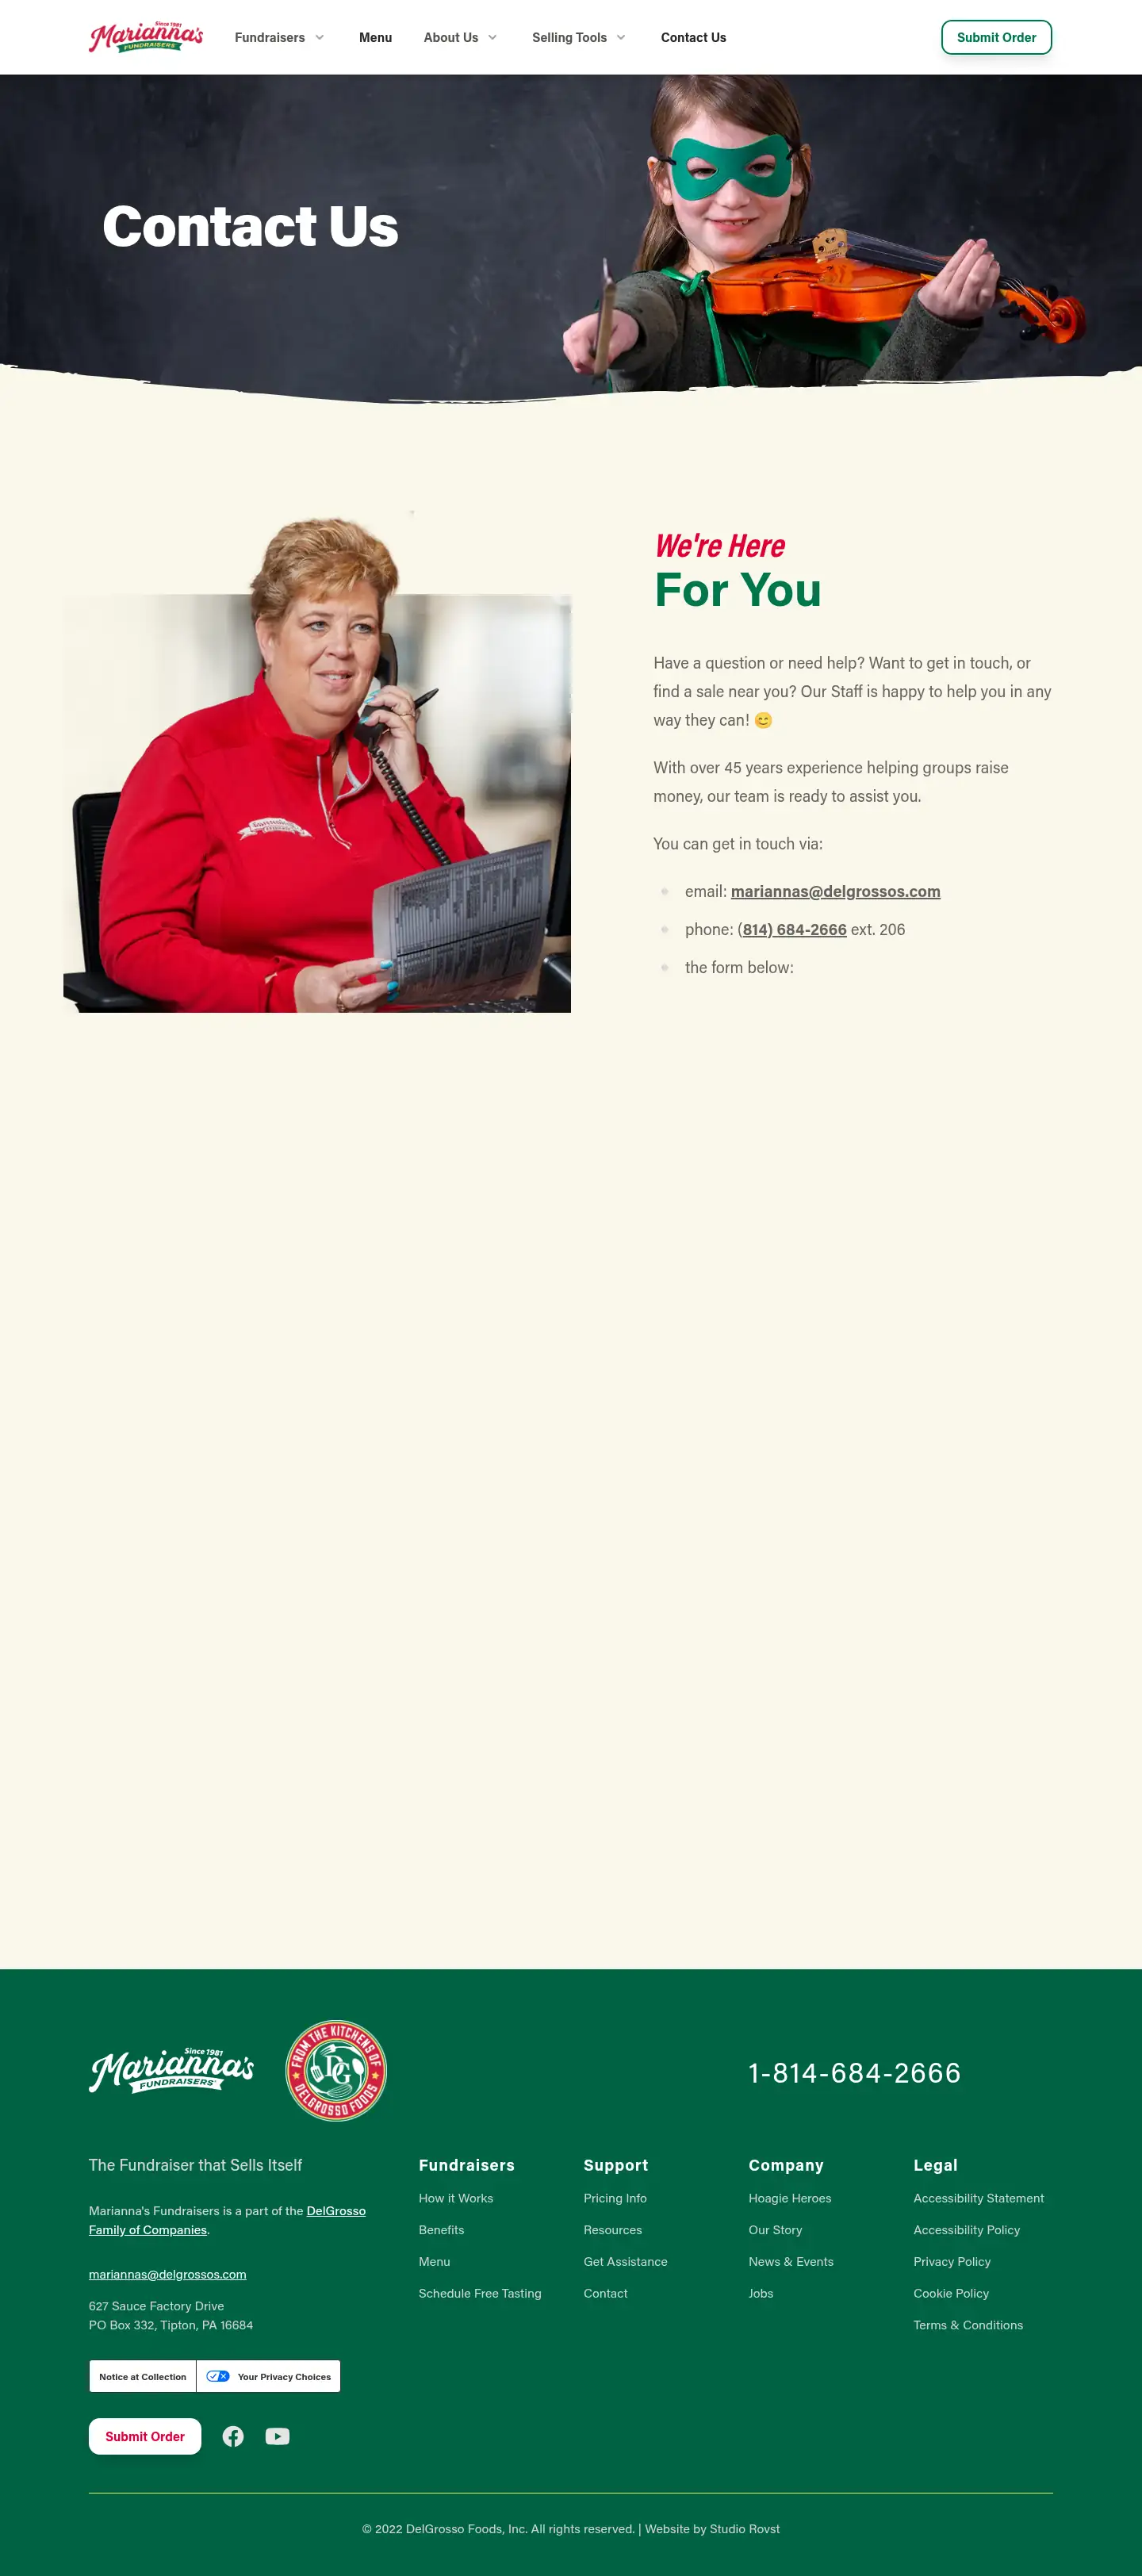 Since 1981
Marianna's
FUNDRAISERS
Fundraisers
Menu
About Us
Selling Tools
Contact Us
Submit Order
Contact Us
We're Here
For You
Have a question or need help? Want to get in touch, or
find a sale near you? Our Staff is happy to help you in any
way they can! 😊
With over 45 years experience helping groups raise
money, our team is ready to assist you.
You can get in touch via:
email: mariannas@delgrossos.com
phone: (814) 684-2666 ext. 206
the form below:
Since 1981
Marianna's
FUNDRAISERS
FROM THE KITCHENS OF
DG
DELGROSSO FOODS
1-814-684-2666
The Fundraiser that Sells Itself
Marianna's Fundraisers is a part of the DelGrosso
Family of Companies.
mariannas@delgrossos.com
627 Sauce Factory Drive
PO Box 332, Tipton, PA 16684
Notice at Collection
Your Privacy Choices
Submit Order
Fundraisers
How it Works
Benefits
Menu
Schedule Free Tasting
Support
Pricing Info
Resources
Get Assistance
Contact
Company
Hoagie Heroes
Our Story
News & Events
Jobs
Legal
Accessibility Statement
Accessibility Policy
Privacy Policy
Cookie Policy
Terms & Conditions
© 2022 DelGrosso Foods, Inc. All rights reserved. | Website by Studio Rovst